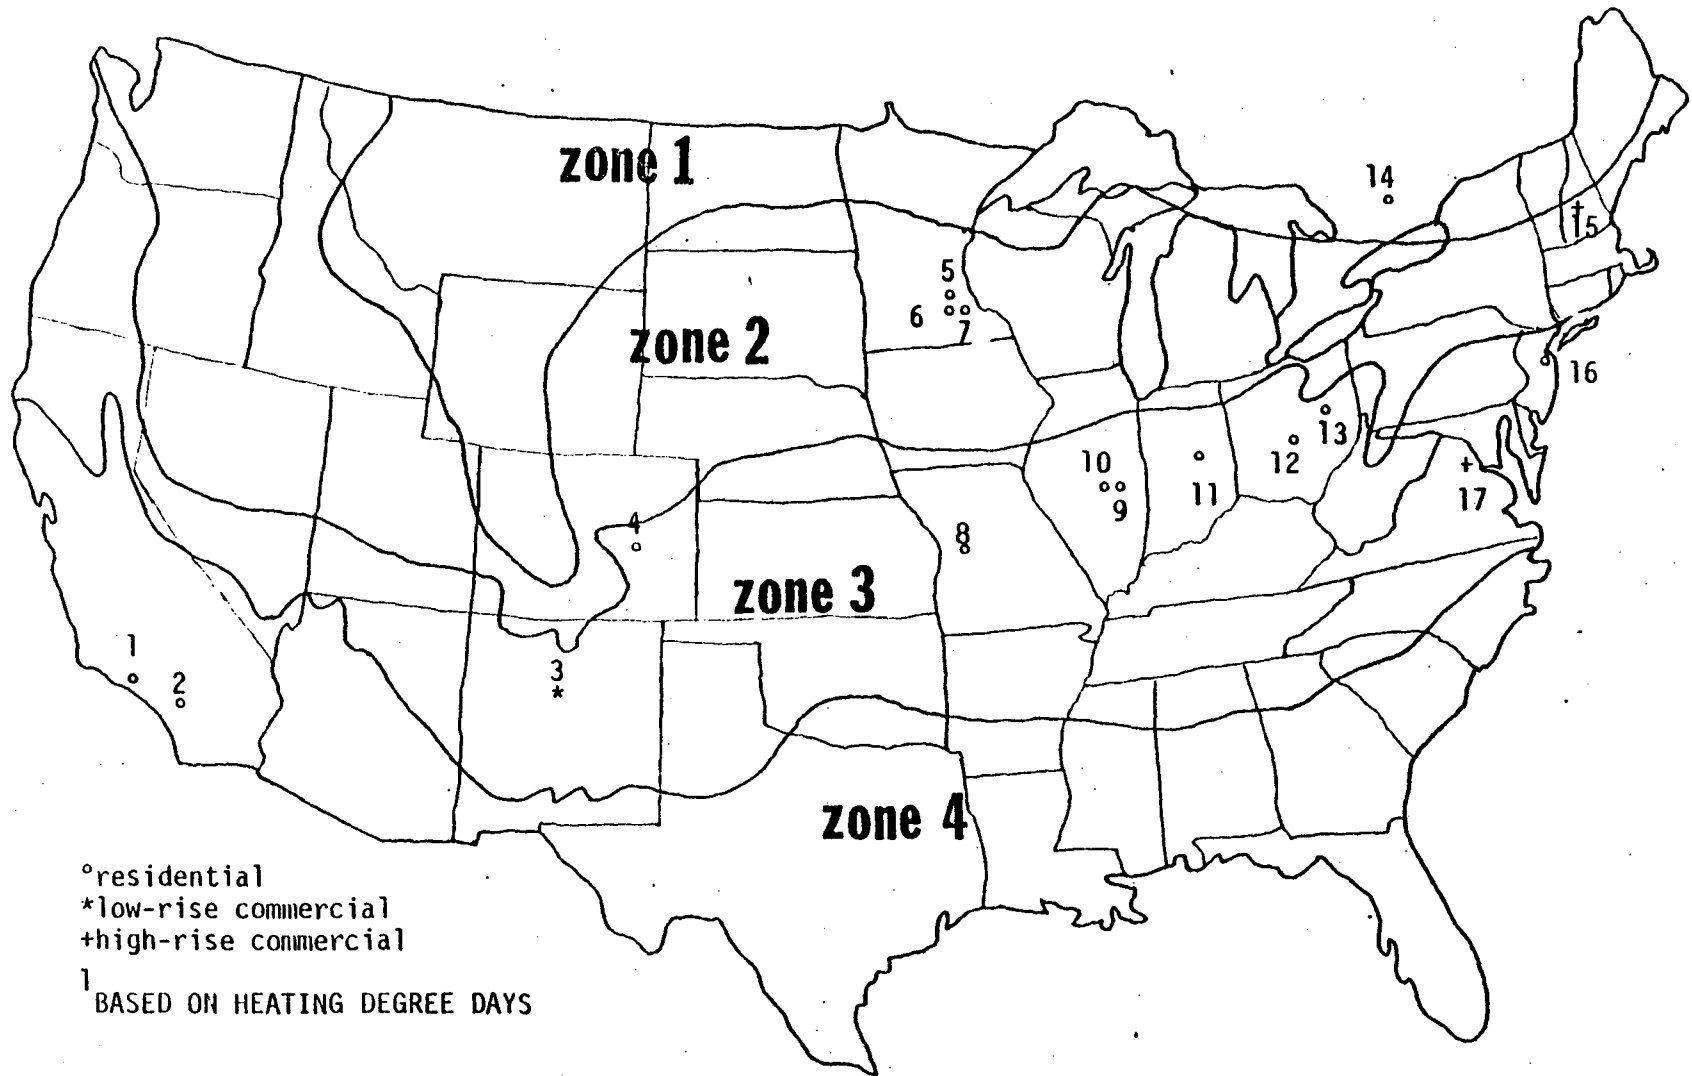 zone 1
14
†5
5
6
7
zone 2
16
13
12
10
11
9
17
8
4
zone 3
1
2
3
*
zone 4
°residential
*low-rise commercial
+high-rise commercial
1
BASED ON HEATING DEGREE DAYS